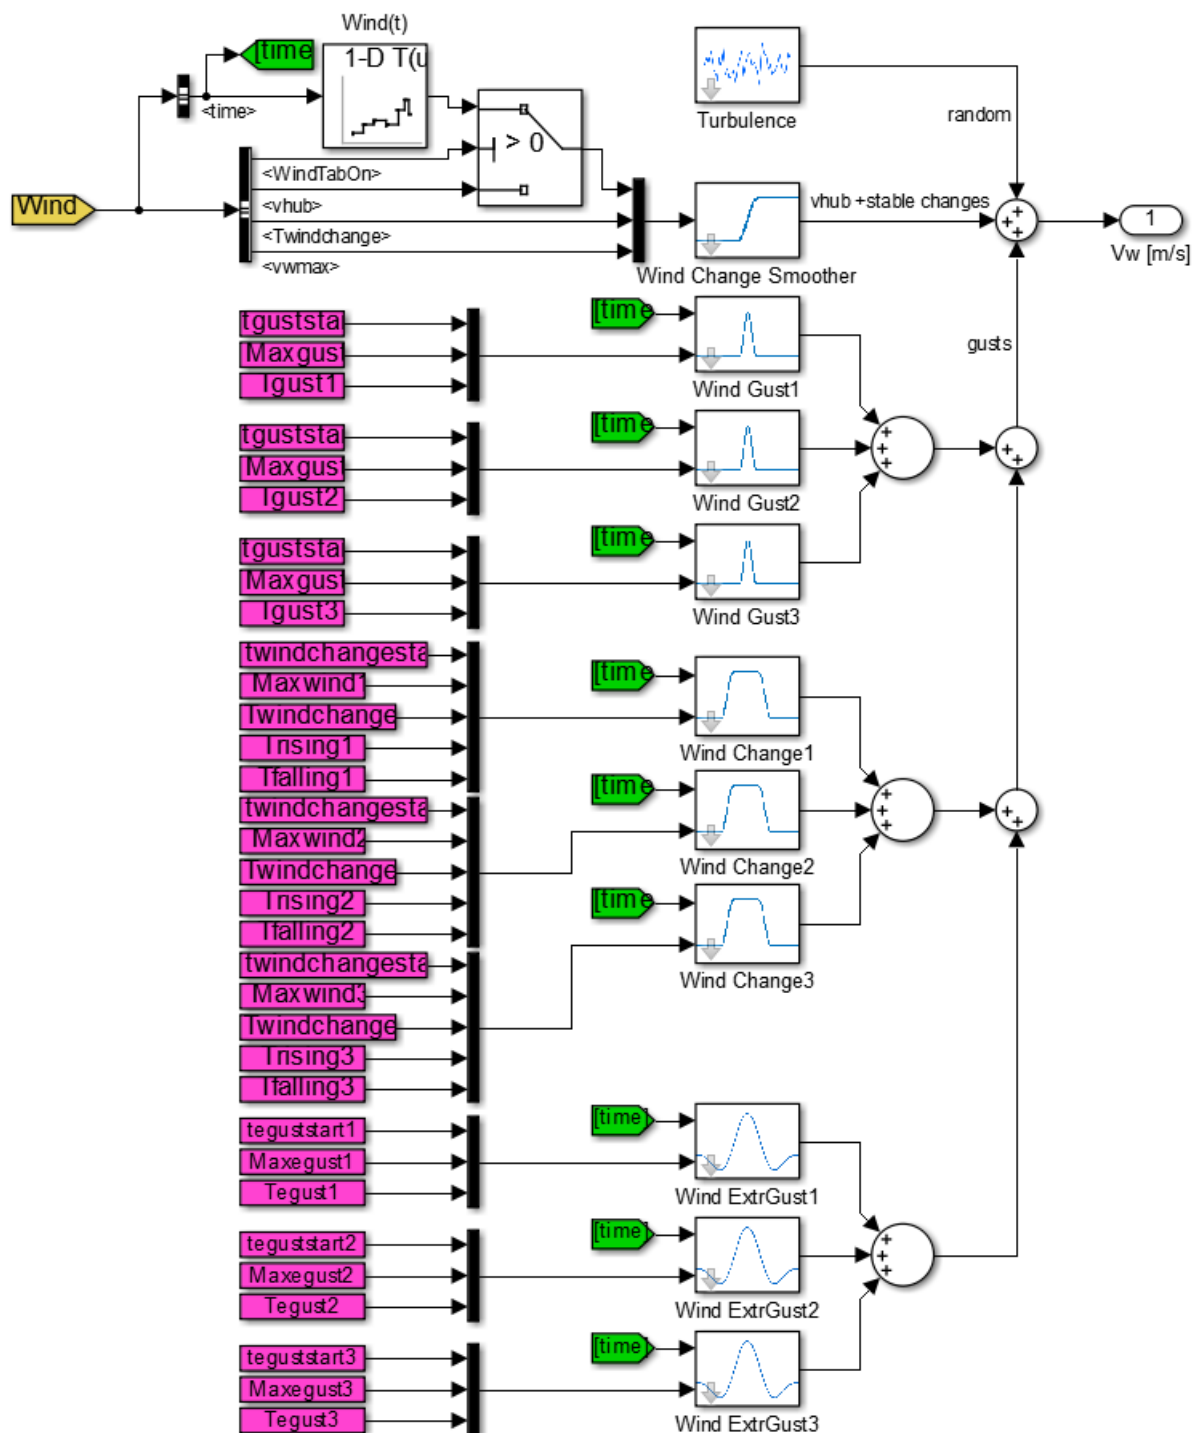 Wind(t)
[time
1-D T(u
<time>
> 0
Turbulence
random
<WindTabOn>
Wind
<vhub>
vhub +stable changes
1
<Twindchange>
Vw [m/s]
<vwmax>
Wind Change Smoother
tguststa
[time
Maxgust
gusts
Tgust1
Wind Gust1
tguststa
[time
Maxgust
Tgust2
Wind Gust2
tguststa
[time
Maxgust
Tgust3
Wind Gust3
twindchangesta
[time
Maxwind1
Twindchange
Trising1
Wind Change1
Tfalling1
[time
twindchangesta
Maxwind2
Twindchange
Wind Change2
Trising2
[time
Tfalling2
twindchangesta
Wind Change3
Maxwind3
Twindchange
Trising3
Tfalling3
[time]
teguststart1
Maxegust1
Tegust1
Wind ExtrGust1
[time]
teguststart2
Maxegust2
Tegust2
Wind ExtrGust2
[time]
teguststart3
Maxegust3
Tegust3
Wind ExtrGust3